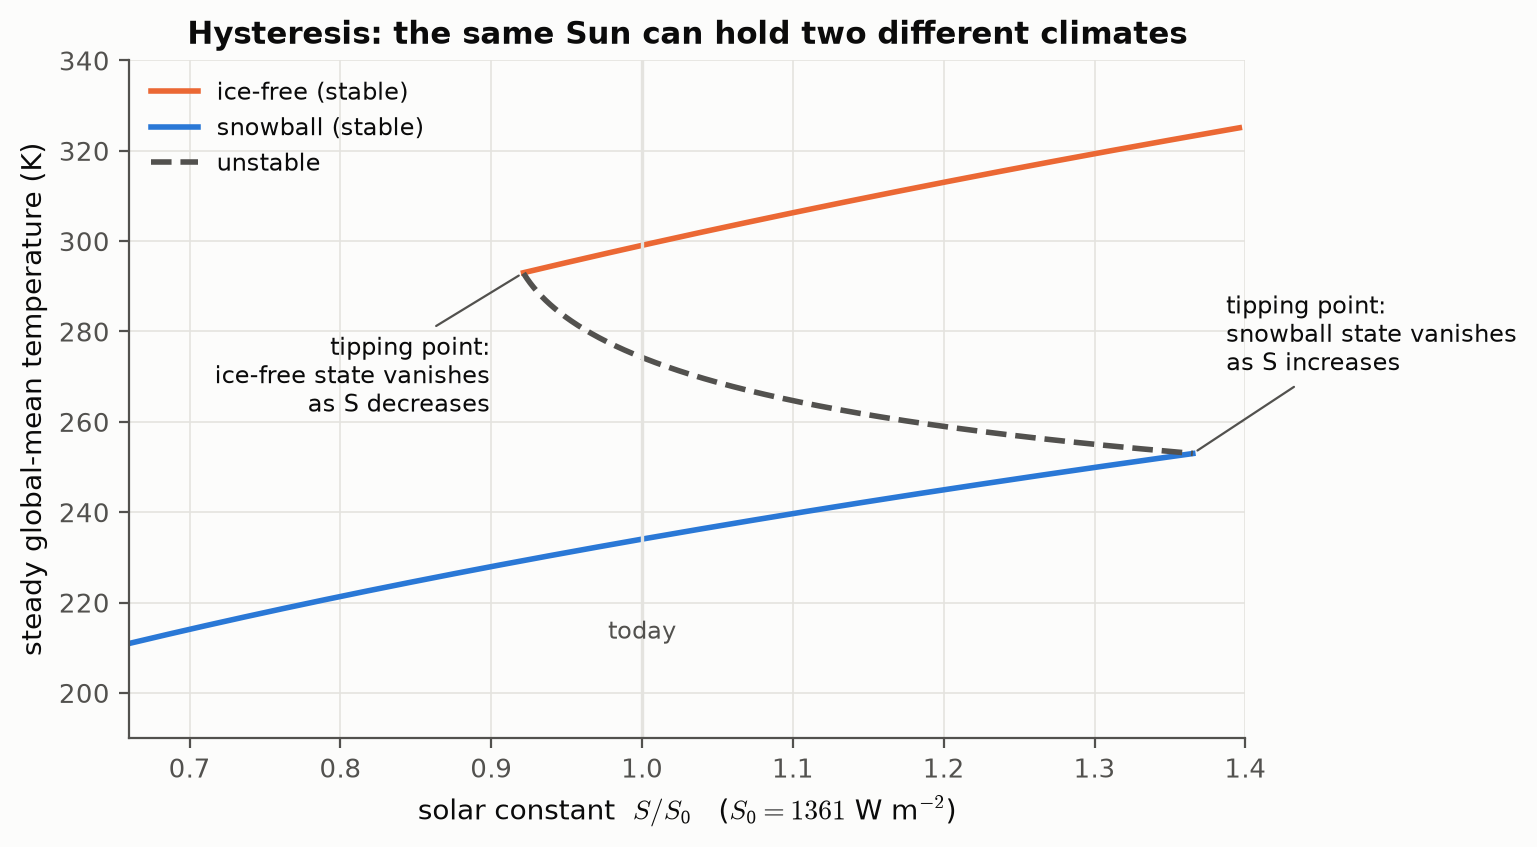 Hysteresis: the same Sun can hold two different climates
340
320
300
280
260
240
220
200
steady global-mean temperature (K)
ice-free (stable)
snowball (stable)
unstable
tipping point:
ice-free state vanishes
as S decreases
tipping point:
snowball state vanishes
as S increases
today
0.7 0.8 0.9 1.0 1.1 1.2 1.3 1.4
solar constant S/S₀ (S₀ = 1361 W m⁻²)